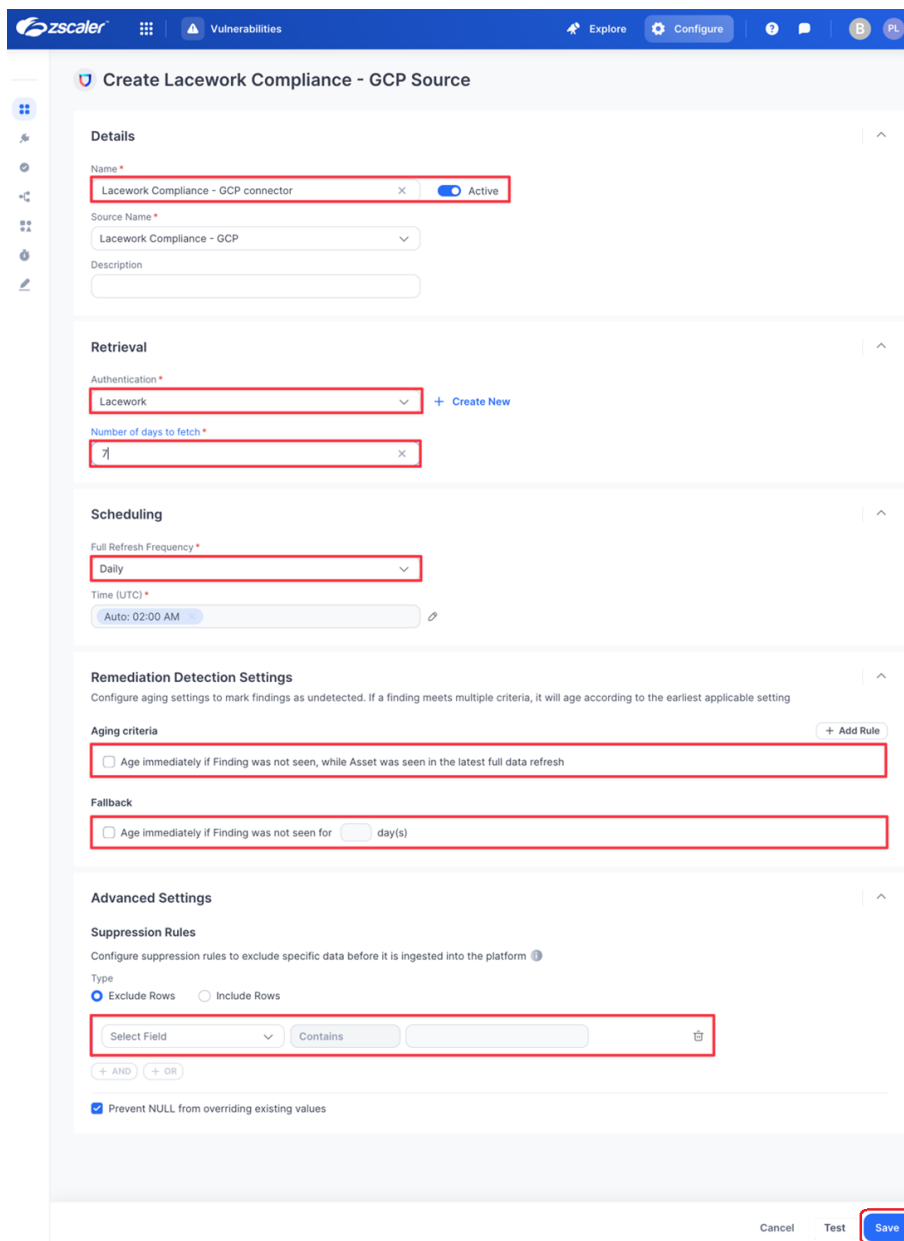 zscaler Vulnerabilities Explore Configure ? B PL
Create Lacework Compliance - GCP Source
Details
Name *
Lacework Compliance - GCP connector Active
Source Name *
Lacework Compliance - GCP
Description
Retrieval
Authentication *
Lacework + Create New
Number of days to fetch *
7
Scheduling
Full Refresh Frequency *
Daily
Time (UTC) *
Auto: 02:00 AM
Remediation Detection Settings
Configure aging settings to mark findings as undetected. If a finding meets multiple criteria, it will age according to the earliest applicable setting
Aging criteria + Add Rule
Age immediately if Finding was not seen, while Asset was seen in the latest full data refresh
Fallback
Age immediately if Finding was not seen for day(s)
Advanced Settings
Suppression Rules
Configure suppression rules to exclude specific data before it is ingested into the platform i
Type
Exclude Rows Include Rows
Select Field Contains
+ AND + OR
Prevent NULL from overriding existing values
Cancel Test Save